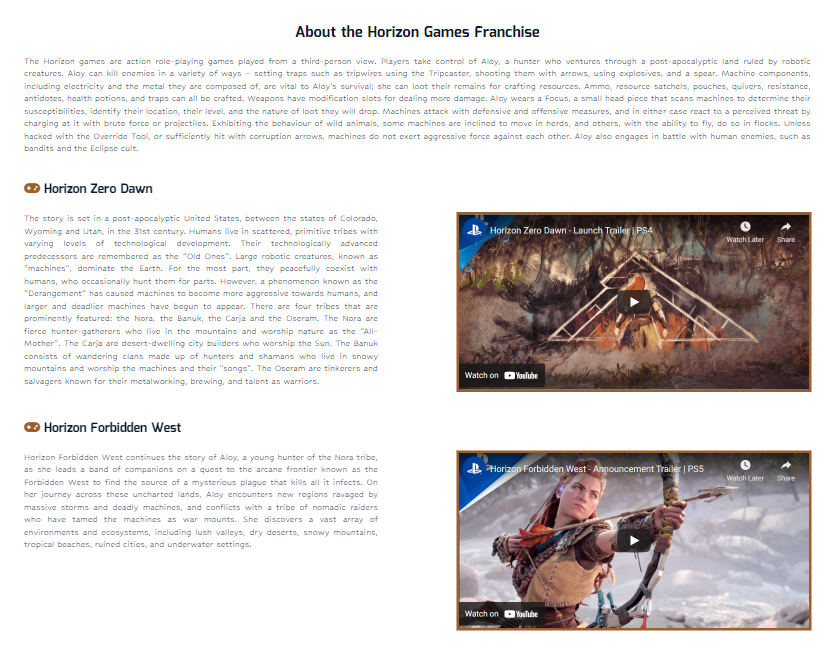 About the Horizon Games Franchise
The Horizon games are action role-playing games played from a third-person view. Players take control of Aloy, a hunter who ventures through a post-apocalyptic land ruled by robotic
creatures. Aloy can kill enemies in a variety of ways – setting traps such as tripwires using the Tripcaster, shooting them with arrows, using explosives, and a spear. Machine components,
including electricity and the metal they are composed of, are vital to Aloy's survival; she can loot their remains for crafting resources. Ammo, resource satchels, pouches, quivers, resistance,
antidotes, health potions, and traps can all be crafted. Weapons have modification slots for dealing more damage. Aloy wears a Focus, a small head piece that scans machines to determine their
susceptibilities, identify their location, their level, and the nature of loot they will drop. Machines attack with defensive and offensive measures, and in either case react to a perceived threat by
charging at it with brute force or projectiles. Exhibiting the behaviour of wild animals, some machines are inclined to move in herds, and others, with the ability to fly, do so in flocks. Unless
hacked with the Override Tool, or sufficiently hit with corruption arrows, machines do not exert aggressive force against each other. Aloy also engages in battle with human enemies, such as
bandits and the Eclipse cult.
Horizon Zero Dawn
The story is set in a post-apocalyptic United States, between the states of Colorado,
Wyoming and Utah, in the 31st century. Humans live in scattered, primitive tribes with
varying levels of technological development. Their technologically advanced
predecessors are remembered as the "Old Ones". Large robotic creatures, known as
"machines", dominate the Earth. For the most part, they peacefully coexist with
humans, who occasionally hunt them for parts. However, a phenomenon known as the
"Derangement" has caused machines to become more aggressive towards humans, and
larger and deadlier machines have begun to appear. There are four tribes that are
prominently featured: the Nora, the Banuk, the Carja and the Oseram. The Nora are
fierce hunter-gatherers who live in the mountains and worship nature as the "All-
Mother". The Carja are desert-dwelling city builders who worship the Sun. The Banuk
consists of wandering clans made up of hunters and shamans who live in snowy
mountains and worship the machines and their "songs". The Oseram are tinkerers and
salvagers known for their metalworking, brewing, and talent as warriors.
Horizon Zero Dawn - Launch Trailer | PS4
Watch Later
Share
Watch on YouTube
Horizon Forbidden West
Horizon Forbidden West continues the story of Aloy, a young hunter of the Nora tribe,
as she leads a band of companions on a quest to the arcane frontier known as the
Forbidden West to find the source of a mysterious plague that kills all it infects. On
her journey across these uncharted lands, Aloy encounters new regions ravaged by
massive storms and deadly machines, and conflicts with a tribe of nomadic raiders
who have tamed the machines as war mounts. She discovers a vast array of
environments and ecosystems, including lush valleys, dry deserts, snowy mountains,
tropical beaches, ruined cities, and underwater settings.
Horizon Forbidden West - Announcement Trailer | PS5
Watch Later
Share
Watch on YouTube